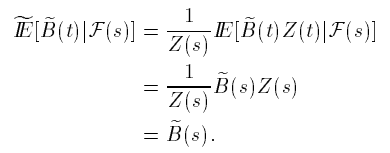 $\widetilde{I\!\!E}[\widetilde{B}(t)|\mathcal{F}(s)] = \frac{1}{Z(s)} I\!\!E[\widetilde{B}(t)Z(t)|\mathcal{F}(s)]$
$= \frac{1}{Z(s)} \widetilde{B}(s)Z(s)$
$= \widetilde{B}(s).$